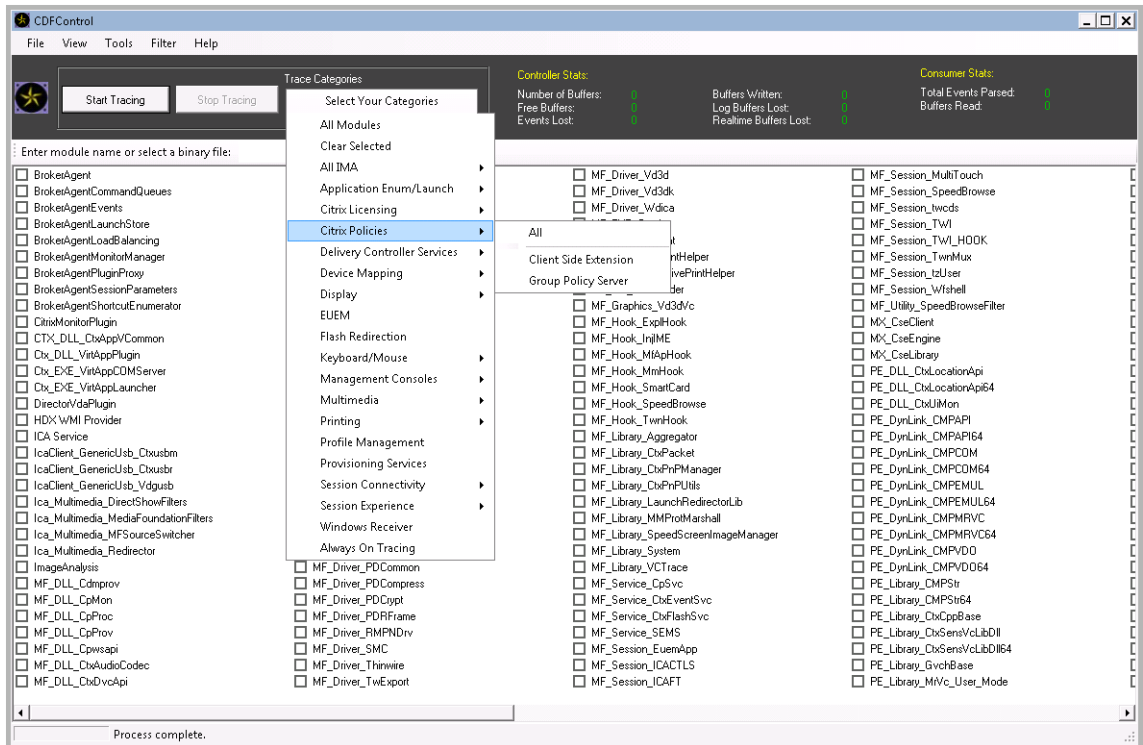 CDFControl
File View Tools Filter Help
Trace Categories
Start Tracing
Stop Tracing
Select Your Categories
Controller Stats:
Number of Buffers: 0
Free Buffers: 0
Events Lost: 0
Buffers Written: 0
Log Buffers Lost: 0
Realtime Buffers Lost: 0
Consumer Stats:
Total Events Parsed: 0
Buffers Read: 0
Enter module name or select a binary file:
All Modules
Clear Selected
All IMA
Application Enum/Launch
Citrix Licensing
Citrix Policies
Delivery Controller Services
Device Mapping
Display
EUEM
Flash Redirection
Keyboard/Mouse
Management Consoles
Multimedia
Printing
Profile Management
Provisioning Services
Session Connectivity
Session Experience
Windows Receiver
Always On Tracing
All
Client Side Extension
Group Policy Server
BrokerAgent
BrokerAgentCommandQueues
BrokerAgentEvents
BrokerAgentLaunchStore
BrokerAgentLoadBalancing
BrokerAgentMonitorManager
BrokerAgentPluginProxy
BrokerAgentSessionParameters
BrokerAgentShortcutEnumerator
CitrixMonitorPlugin
CTX_DLL_CtxAppVCommon
Ctx_DLL_VirtAppPlugin
Ctx_EXE_VirtAppCOMServer
Ctx_EXE_VirtAppLauncher
DirectorVdaPlugin
HDX WMI Provider
ICA Service
IcaClient_GenericUsb_Ctxusbm
IcaClient_GenericUsb_Ctxusbr
IcaClient_GenericUsb_Vdgusb
Ica_Multimedia_DirectShowFilters
Ica_Multimedia_MediaFoundationFilters
Ica_Multimedia_MFSourceSwitcher
Ica_Multimedia_Redirector
ImageAnalysis
MF_DLL_Cdmprov
MF_DLL_CpMon
MF_DLL_CpProc
MF_DLL_CpProv
MF_DLL_Cpwsapi
MF_DLL_CtxAudioCodec
MF_DLL_CtxDvcApi
MF_Driver_PDCommon
MF_Driver_PDCompress
MF_Driver_PDCrypt
MF_Driver_PDRFrame
MF_Driver_RMPNDrv
MF_Driver_SMC
MF_Driver_Thinwire
MF_Driver_TwExport
MF_Driver_Vd3d
MF_Driver_Vd3dk
MF_Driver_Wdica
ntHelper
ivePrintHelper
MF_Graphics_Vd3dVc
MF_Hook_ExplHook
MF_Hook_InjIME
MF_Hook_MfApHook
MF_Hook_MmHook
MF_Hook_SmartCard
MF_Hook_SpeedBrowse
MF_Hook_TwnHook
MF_Library_Aggregator
MF_Library_CtxPacket
MF_Library_CtxPnPManager
MF_Library_CtxPnPUtils
MF_Library_LaunchRedirectorLib
MF_Library_MMProtMarshall
MF_Library_SpeedScreenImageManager
MF_Library_System
MF_Library_VCTrace
MF_Service_CpSvc
MF_Service_CtxEventSvc
MF_Service_CtxFlashSvc
MF_Service_SEMS
MF_Session_EuemApp
MF_Session_ICACTLS
MF_Session_ICAFT
MF_Session_MultiTouch
MF_Session_SpeedBrowse
MF_Session_twcds
MF_Session_TWI
MF_Session_TWI_HOOK
MF_Session_TwnMux
MF_Session_tzUser
MF_Session_Wfshell
MF_Utility_SpeedBrowseFilter
MX_CseClient
MX_CseEngine
MX_CseLibrary
PE_DLL_CtxLocationApi
PE_DLL_CtxLocationApi64
PE_DLL_CtxUiMon
PE_DynLink_CMPAPI
PE_DynLink_CMPAPI64
PE_DynLink_CMPCOM
PE_DynLink_CMPCOM64
PE_DynLink_CMPEMUL
PE_DynLink_CMPEMUL64
PE_DynLink_CMPMRVC
PE_DynLink_CMPMRVC64
PE_DynLink_CMPVDO
PE_DynLink_CMPVDO64
PE_Library_CMPStr
PE_Library_CMPStr64
PE_Library_CtxCppBase
PE_Library_CtxSensVcLibDll
PE_Library_CtxSensVcLibDll64
PE_Library_GvchBase
PE_Library_MrVc_User_Mode
Process complete.